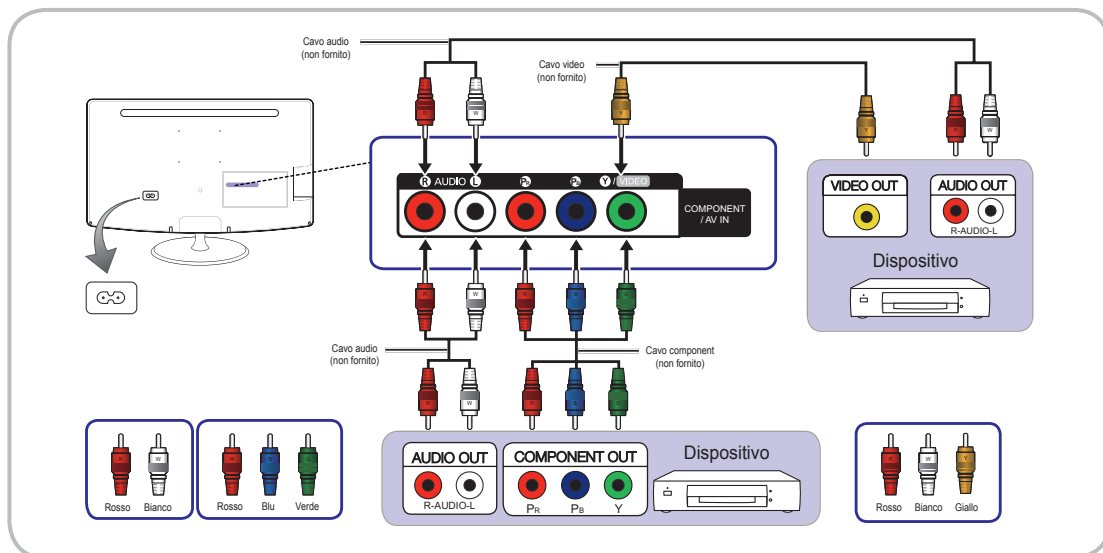 Cavo audio
(non fornito)
Cavo video
(non fornito)
R W Y
Y R W
R AUDIO L PR PB Y / VIDEO
COMPONENT
/ AV IN
VIDEO OUT
AUDIO OUT
R-AUDIO-L
Dispositivo
R W R B G
Cavo audio
(non fornito)
Cavo component
(non fornito)
R W R B G
AUDIO OUT
R-AUDIO-L
COMPONENT OUT
PR PB Y
Dispositivo
R W
Rosso Bianco
R B G
Rosso Blu Verde
R W Y
Rosso Bianco Giallo